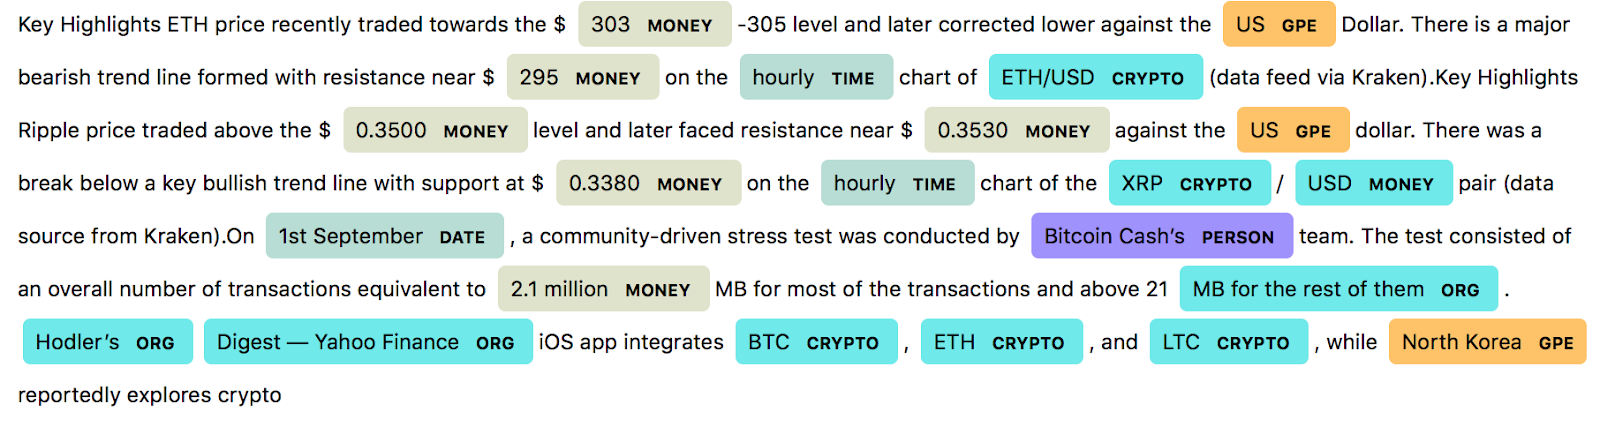 Key Highlights ETH price recently traded towards the $ 303 MONEY -305 level and later corrected lower against the US GPE Dollar. There is a major
bearish trend line formed with resistance near $ 295 MONEY on the hourly TIME chart of ETH/USD CRYPTO (data feed via Kraken).Key Highlights
Ripple price traded above the $ 0.3500 MONEY level and later faced resistance near $ 0.3530 MONEY against the US GPE dollar. There was a
break below a key bullish trend line with support at $ 0.3380 MONEY on the hourly TIME chart of the XRP CRYPTO / USD MONEY pair (data
source from Kraken).On 1st September DATE , a community-driven stress test was conducted by Bitcoin Cash’s PERSON team. The test consisted of
an overall number of transactions equivalent to 2.1 million MONEY MB for most of the transactions and above 21 MB for the rest of them ORG .
Hodler’s ORG Digest — Yahoo Finance ORG iOS app integrates BTC CRYPTO , ETH CRYPTO , and LTC CRYPTO , while North Korea GPE
reportedly explores crypto